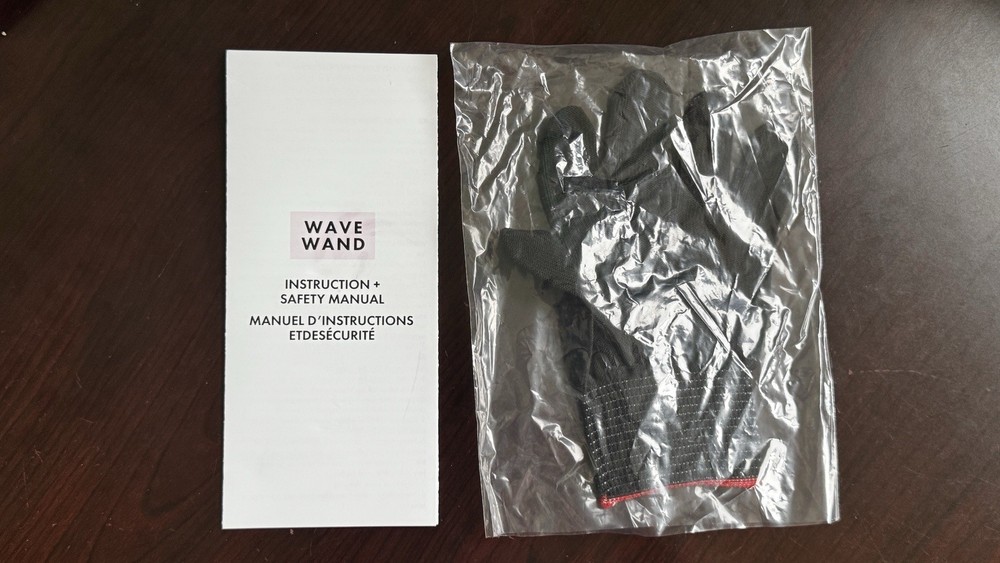 WAVE
WAND
INSTRUCTION +
SAFETY MANUAL
MANUEL D'INSTRUCTIONS
ETDESÉCURITÉ